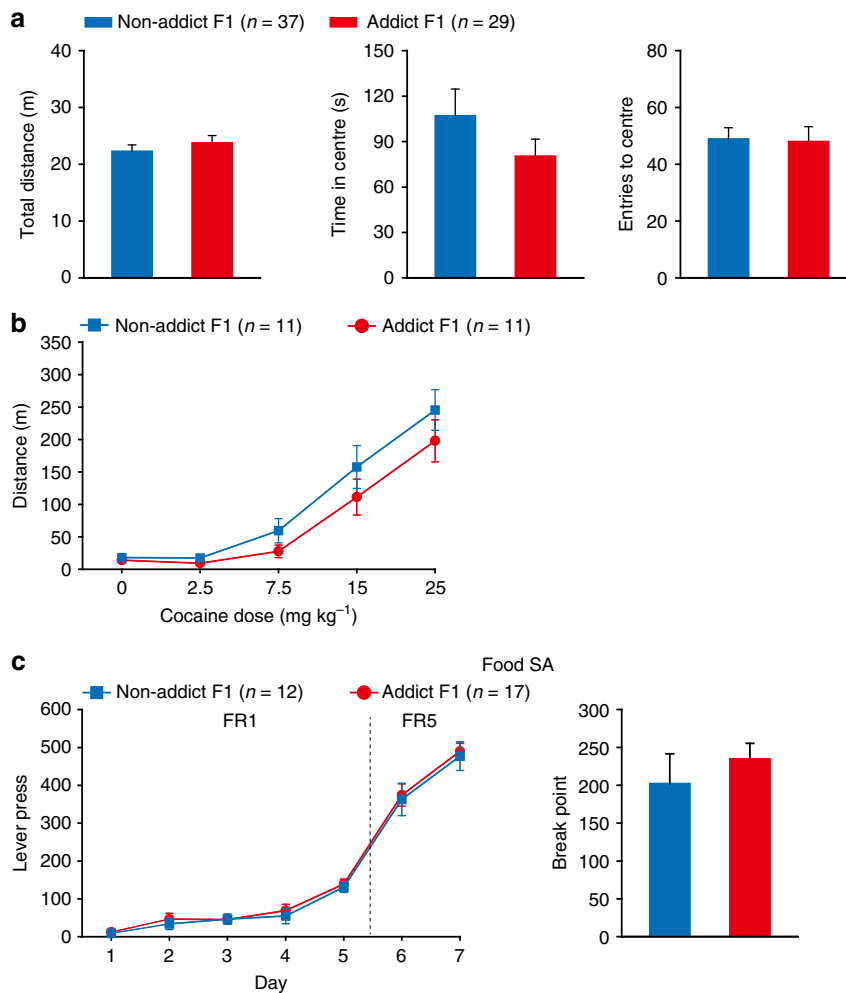 a
Non-addict F1 (n = 37) Addict F1 (n = 29)
Total distance (m)
40
30
20
10
0
Time in centre (s)
150
120
90
60
30
0
Entries to centre
80
60
40
20
0
b
Non-addict F1 (n = 11) Addict F1 (n = 11)
Distance (m)
350
300
250
200
150
100
50
0
0 2.5 7.5 15 25
Cocaine dose (mg kg⁻¹)
c
Food SA
Non-addict F1 (n = 12) Addict F1 (n = 17)
FR1 FR5
Lever press
600
500
400
300
200
100
0
1 2 3 4 5 6 7
Day
Break point
300
250
200
150
100
50
0